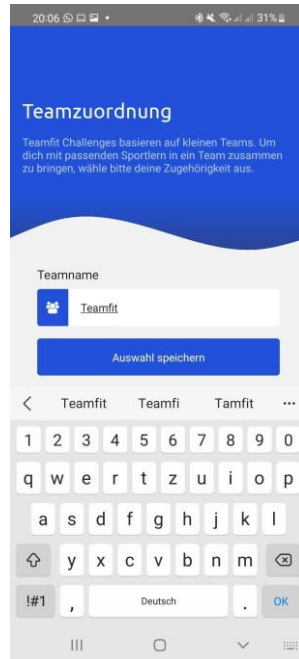 20:06 31%
Teamzuordnung
Teamfit Challenges basieren auf kleinen Teams. Um
dich mit passenden Sportlern in ein Team zusammen
zu bringen, wähle bitte deine Zugehörigkeit aus.
Teamname
Teamfit
Auswahl speichern
Teamfit Teamfi Tamfit ...
1 2 3 4 5 6 7 8 9 0
q w e r t z u i o p
a s d f g h j k l
y x c v b n m
!#1 , Deutsch . OK